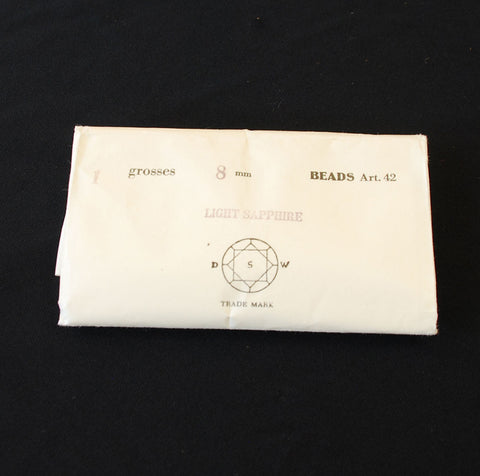 1 grosses 8 mm BEADS Art. 42
LIGHT SAPPHIRE
D S W
TRADE MARK